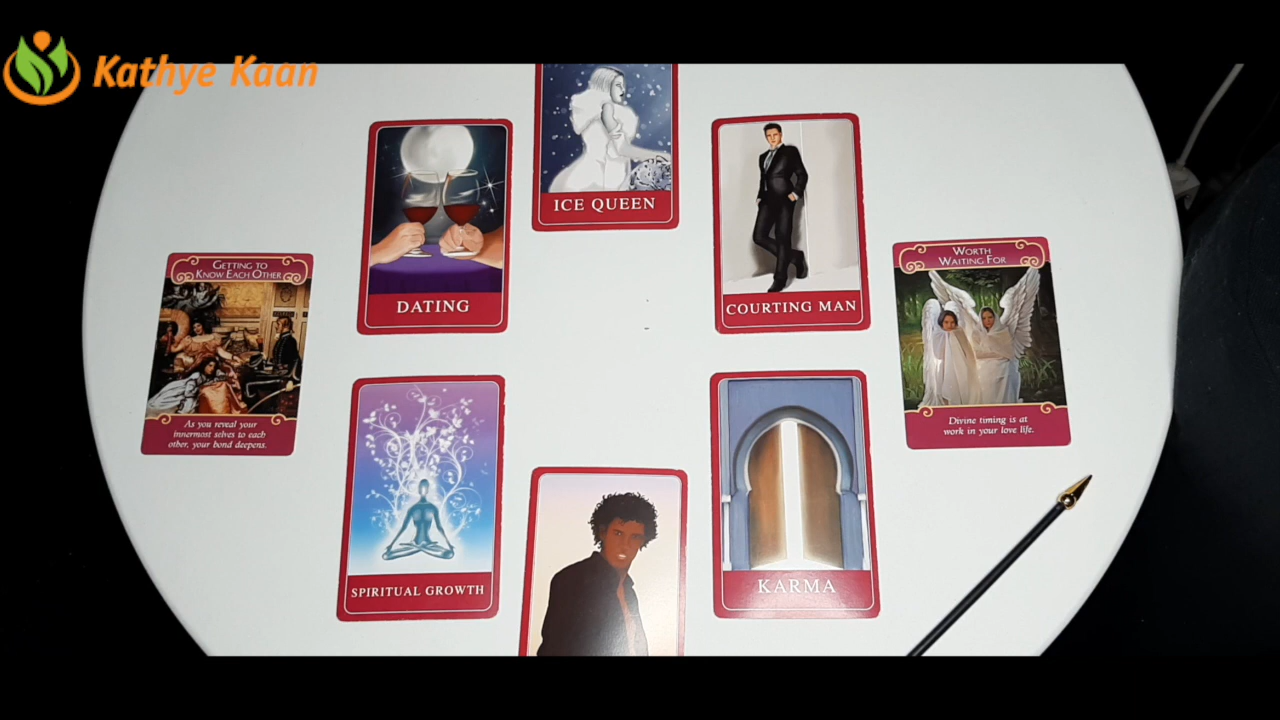 Kathye Kaan
ICE QUEEN
DATING
COURTING MAN
GETTING TO
KNOW EACH OTHER
As you reveal your
innermost selves to each
other, your bond deepens.
WORTH
WAITING FOR
Divine timing is at
work in your love life.
SPIRITUAL GROWTH
KARMA